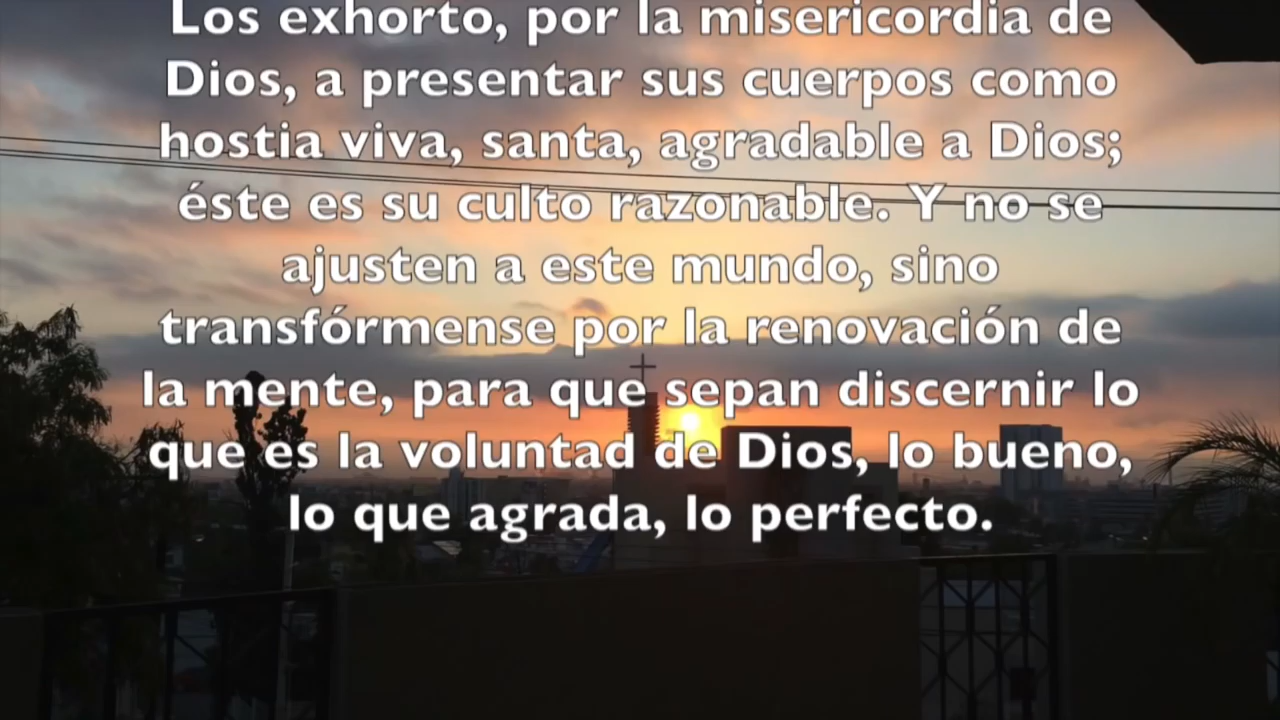 Los exhorto, por la misericordia de
Dios, a presentar sus cuerpos como
hostia viva, santa, agradable a Dios;
éste es su culto razonable. Y no se
ajusten a este mundo, sino
transfórmense por la renovación de
la mente, para que sepan discernir lo
que es la voluntad de Dios, lo bueno,
lo que agrada, lo perfecto.